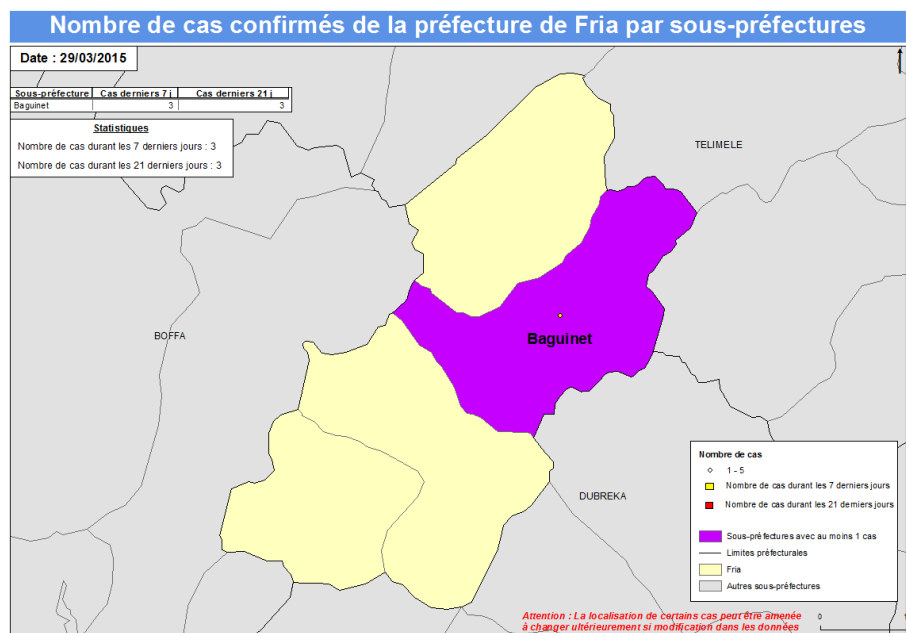 Nombre de cas confirmés de la préfecture de Fria par sous-préfectures
Date : 29/03/2015
Sous-préfecture Cas derniers 7 j Cas derniers 21 j
Baguinet 3 3
Statistiques
Nombre de cas durant les 7 derniers jours : 3
Nombre de cas durant les 21 derniers jours : 3
TELIMELE
BOFFA
Baguinet
DUBREKA
Nombre de cas
1 - 5
Nombre de cas durant les 7 derniers jours
Nombre de cas durant les 21 derniers jours
Sous-préfectures avec au moins 1 cas
Limites préfecturales
Fria
Autres sous-préfectures
Attention : La localisation de certains cas peut être amenée
à changer ultérieurement si modification dans les données
0 1